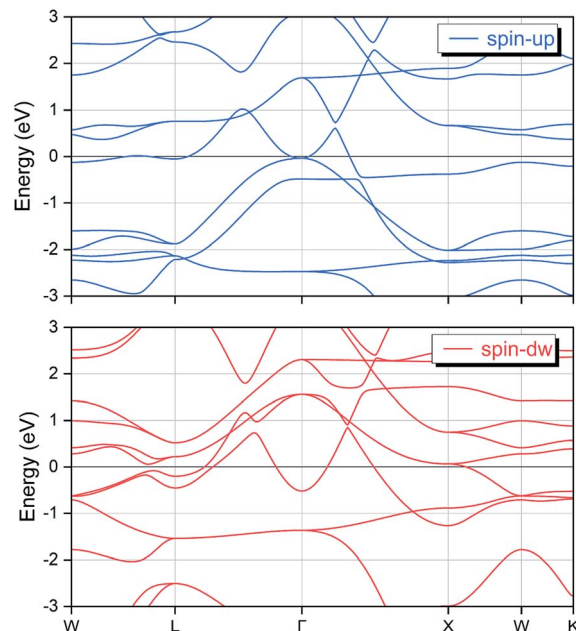 3
2
1
0
-1
-2
-3
Energy (eV)
spin-up
3
2
1
0
-1
-2
-3
Energy (eV)
spin-dw
W L Γ X W K